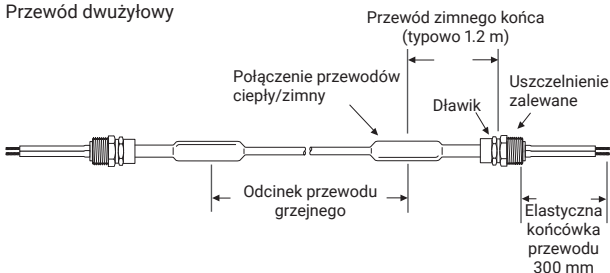 Przewód dwużyłowy
Przewód zimnego końca
(typowo 1.2 m)
Połączenie przewodów
ciepły/zimny
Dławik
Uszczelnienie
zalewane
Odcinek przewodu
grzejnego
Elastyczna
końcówka
przewodu
300 mm